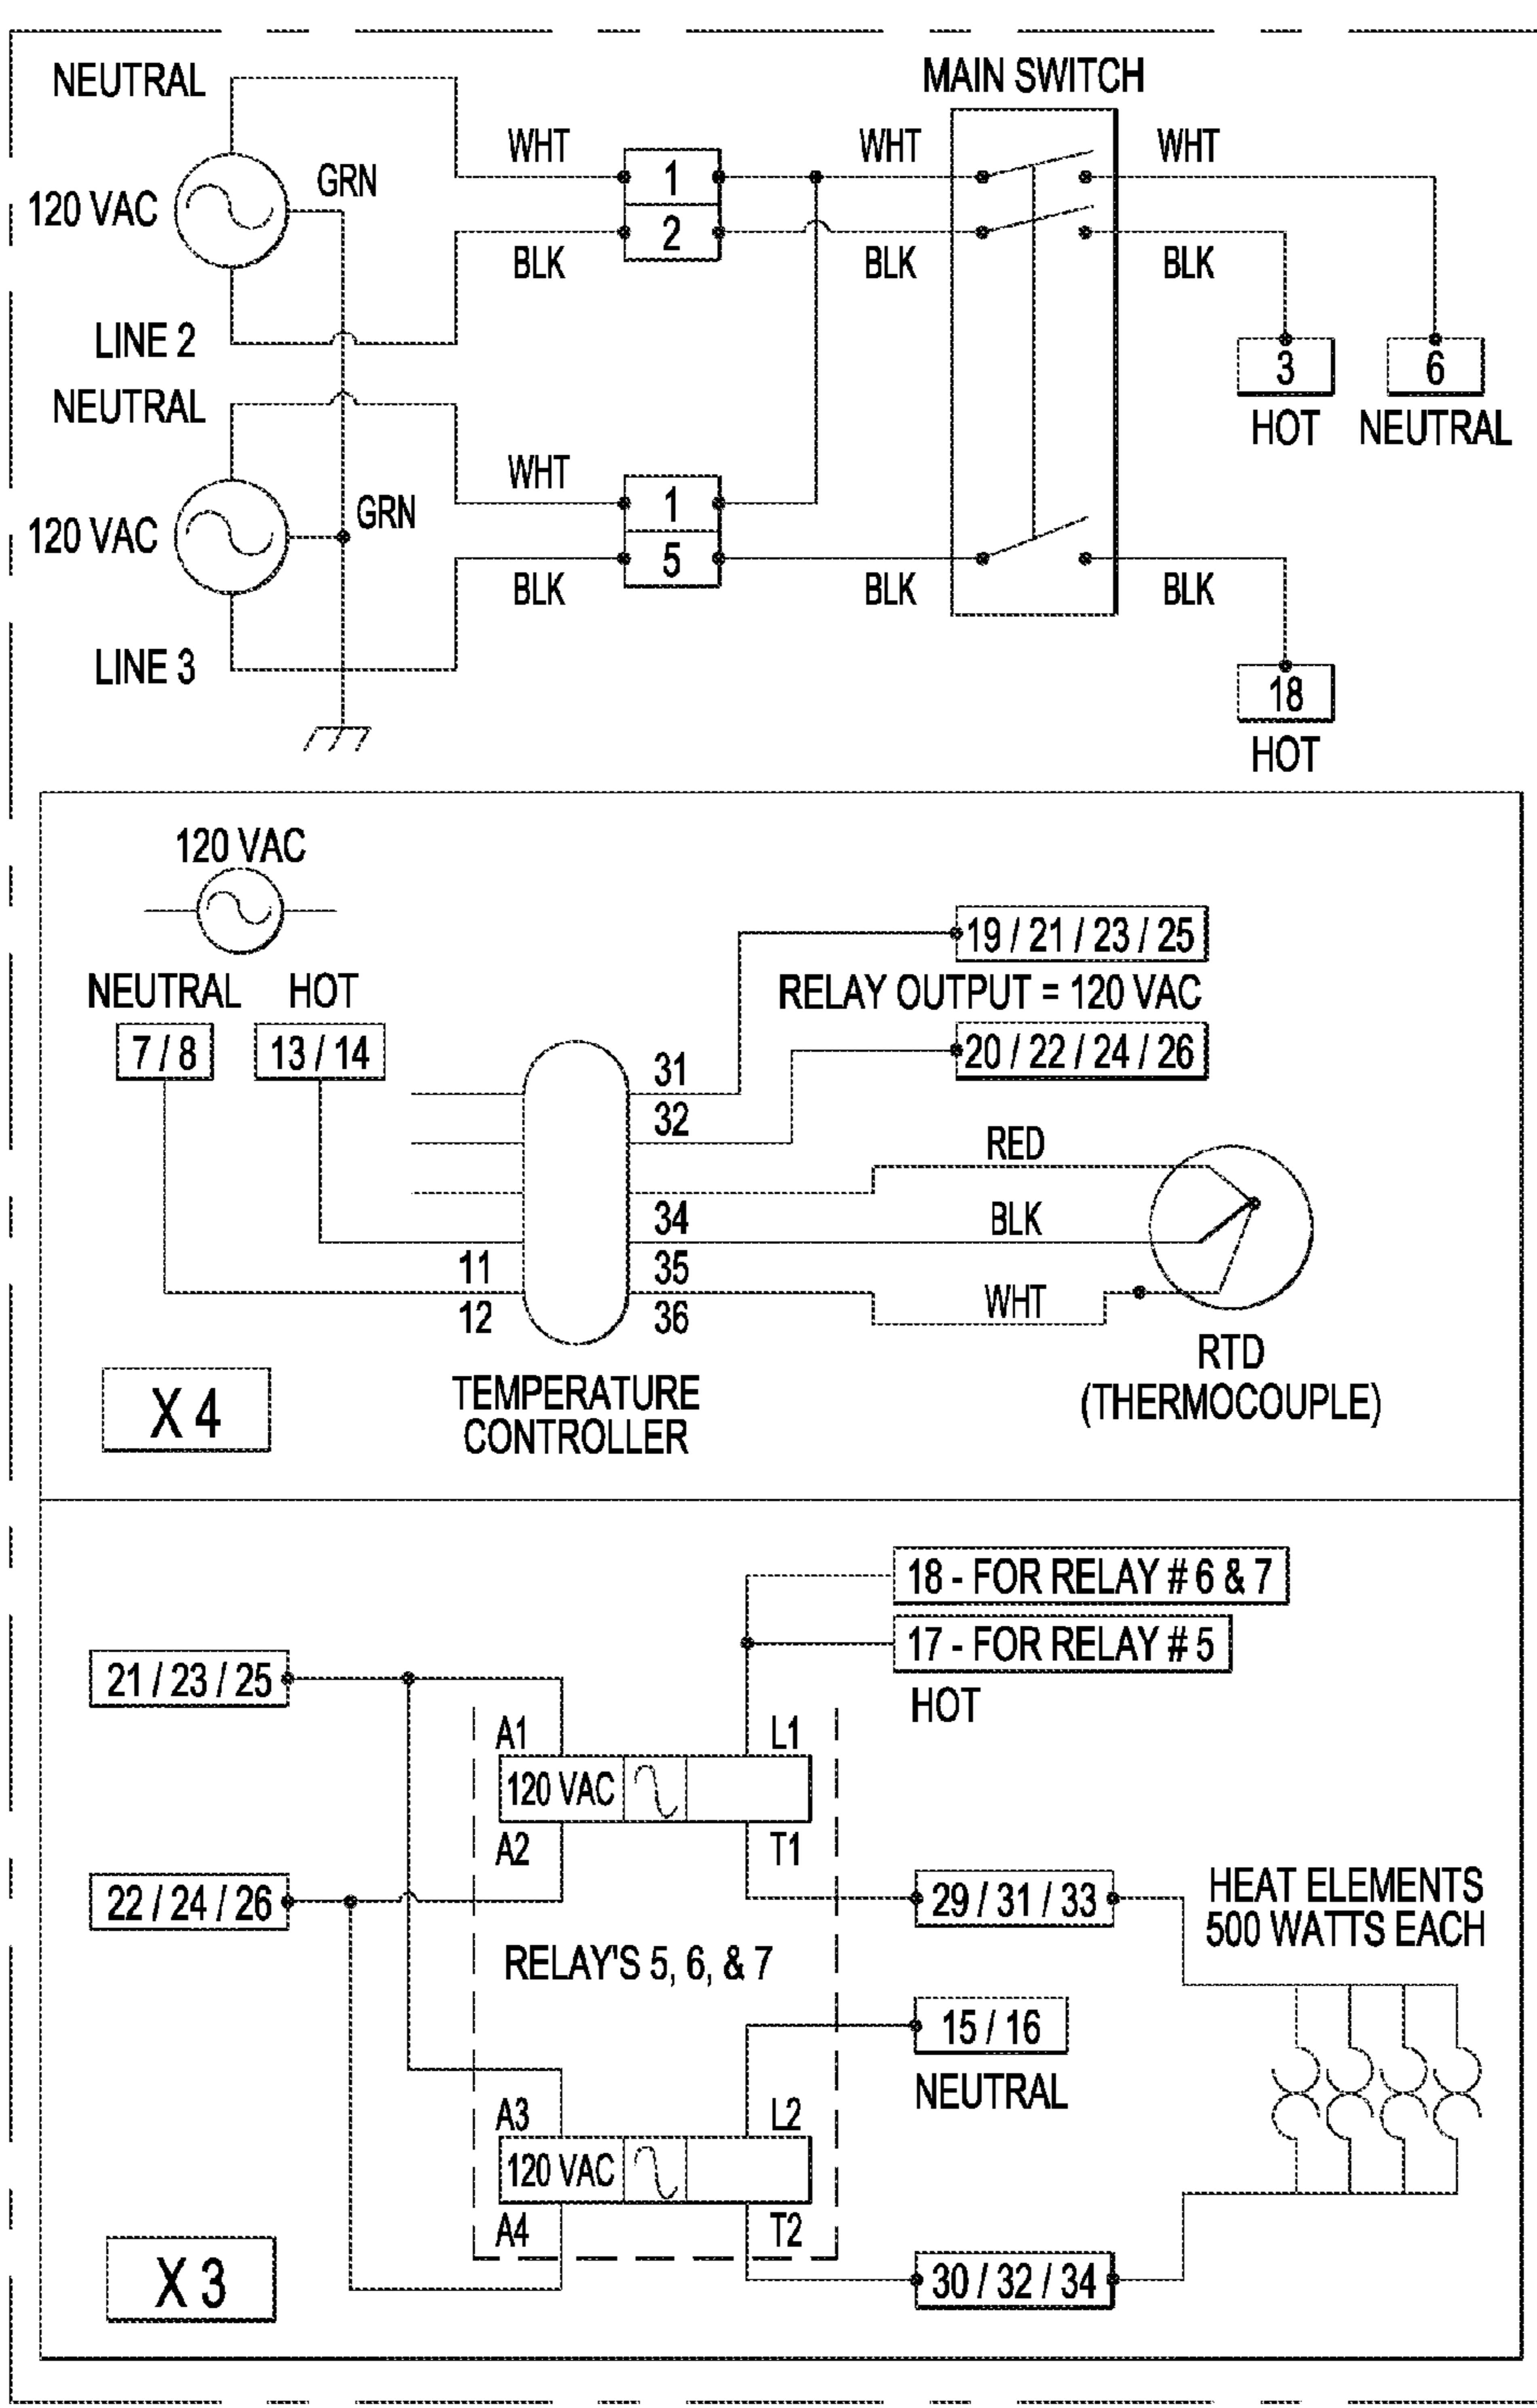 NEUTRAL
MAIN SWITCH
WHT
WHT
WHT
GRN
1
120 VAC
2
BLK
BLK
BLK
LINE 2
3
6
NEUTRAL
HOT
NEUTRAL
WHT
1
GRN
120 VAC
5
BLK
BLK
BLK
LINE 3
18
HOT
120 VAC
19 / 21 / 23 / 25
NEUTRAL
HOT
RELAY OUTPUT = 120 VAC
7 / 8
13 / 14
20 / 22 / 24 / 26
31
32
RED
34
BLK
11
35
12
36
WHT
RTD
(THERMOCOUPLE)
X 4
TEMPERATURE
CONTROLLER
18 - FOR RELAY # 6 & 7
17 - FOR RELAY # 5
HOT
21 / 23 / 25
A1
L1
120 VAC
A2
T1
22 / 24 / 26
29 / 31 / 33
HEAT ELEMENTS
500 WATTS EACH
RELAY'S 5, 6, & 7
15 / 16
NEUTRAL
A3
L2
120 VAC
A4
T2
X 3
30 / 32 / 34